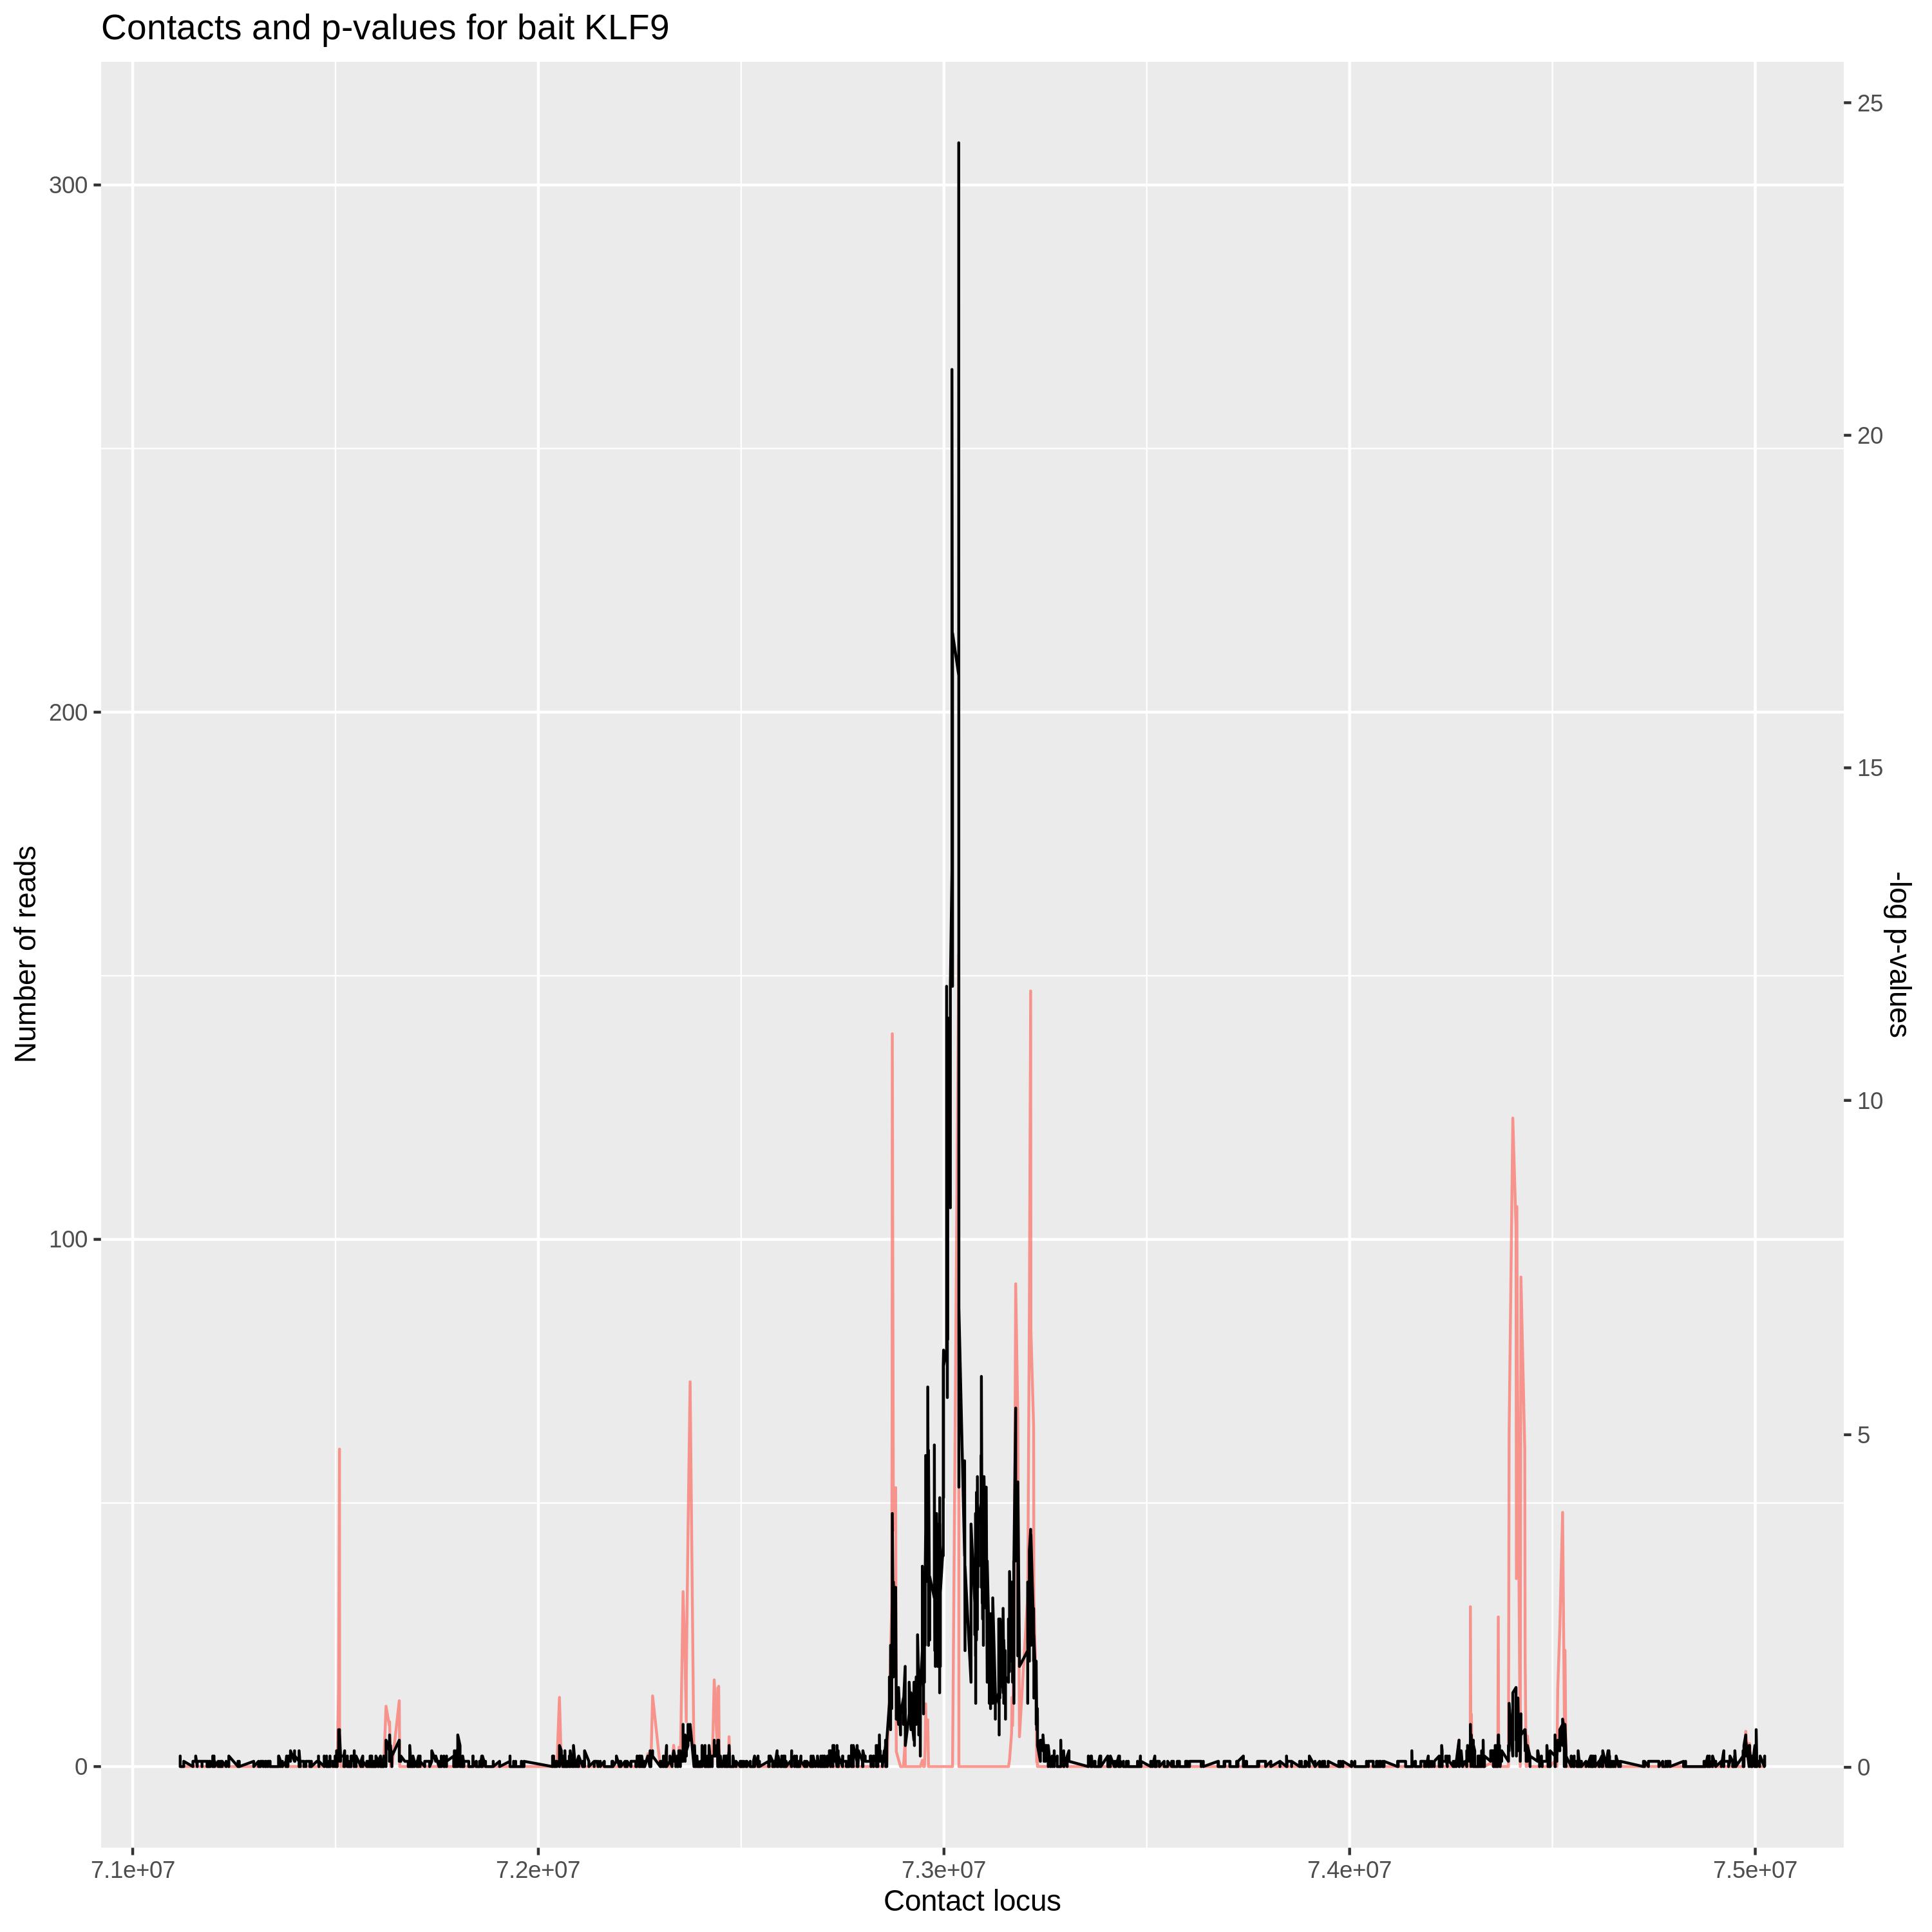 Contacts and p-values for bait KLF9
300
200
100
0
Number of reads
25
20
15
10
5
0
-log p-values
7.1e+07
7.2e+07
7.3e+07
7.4e+07
7.5e+07
Contact locus